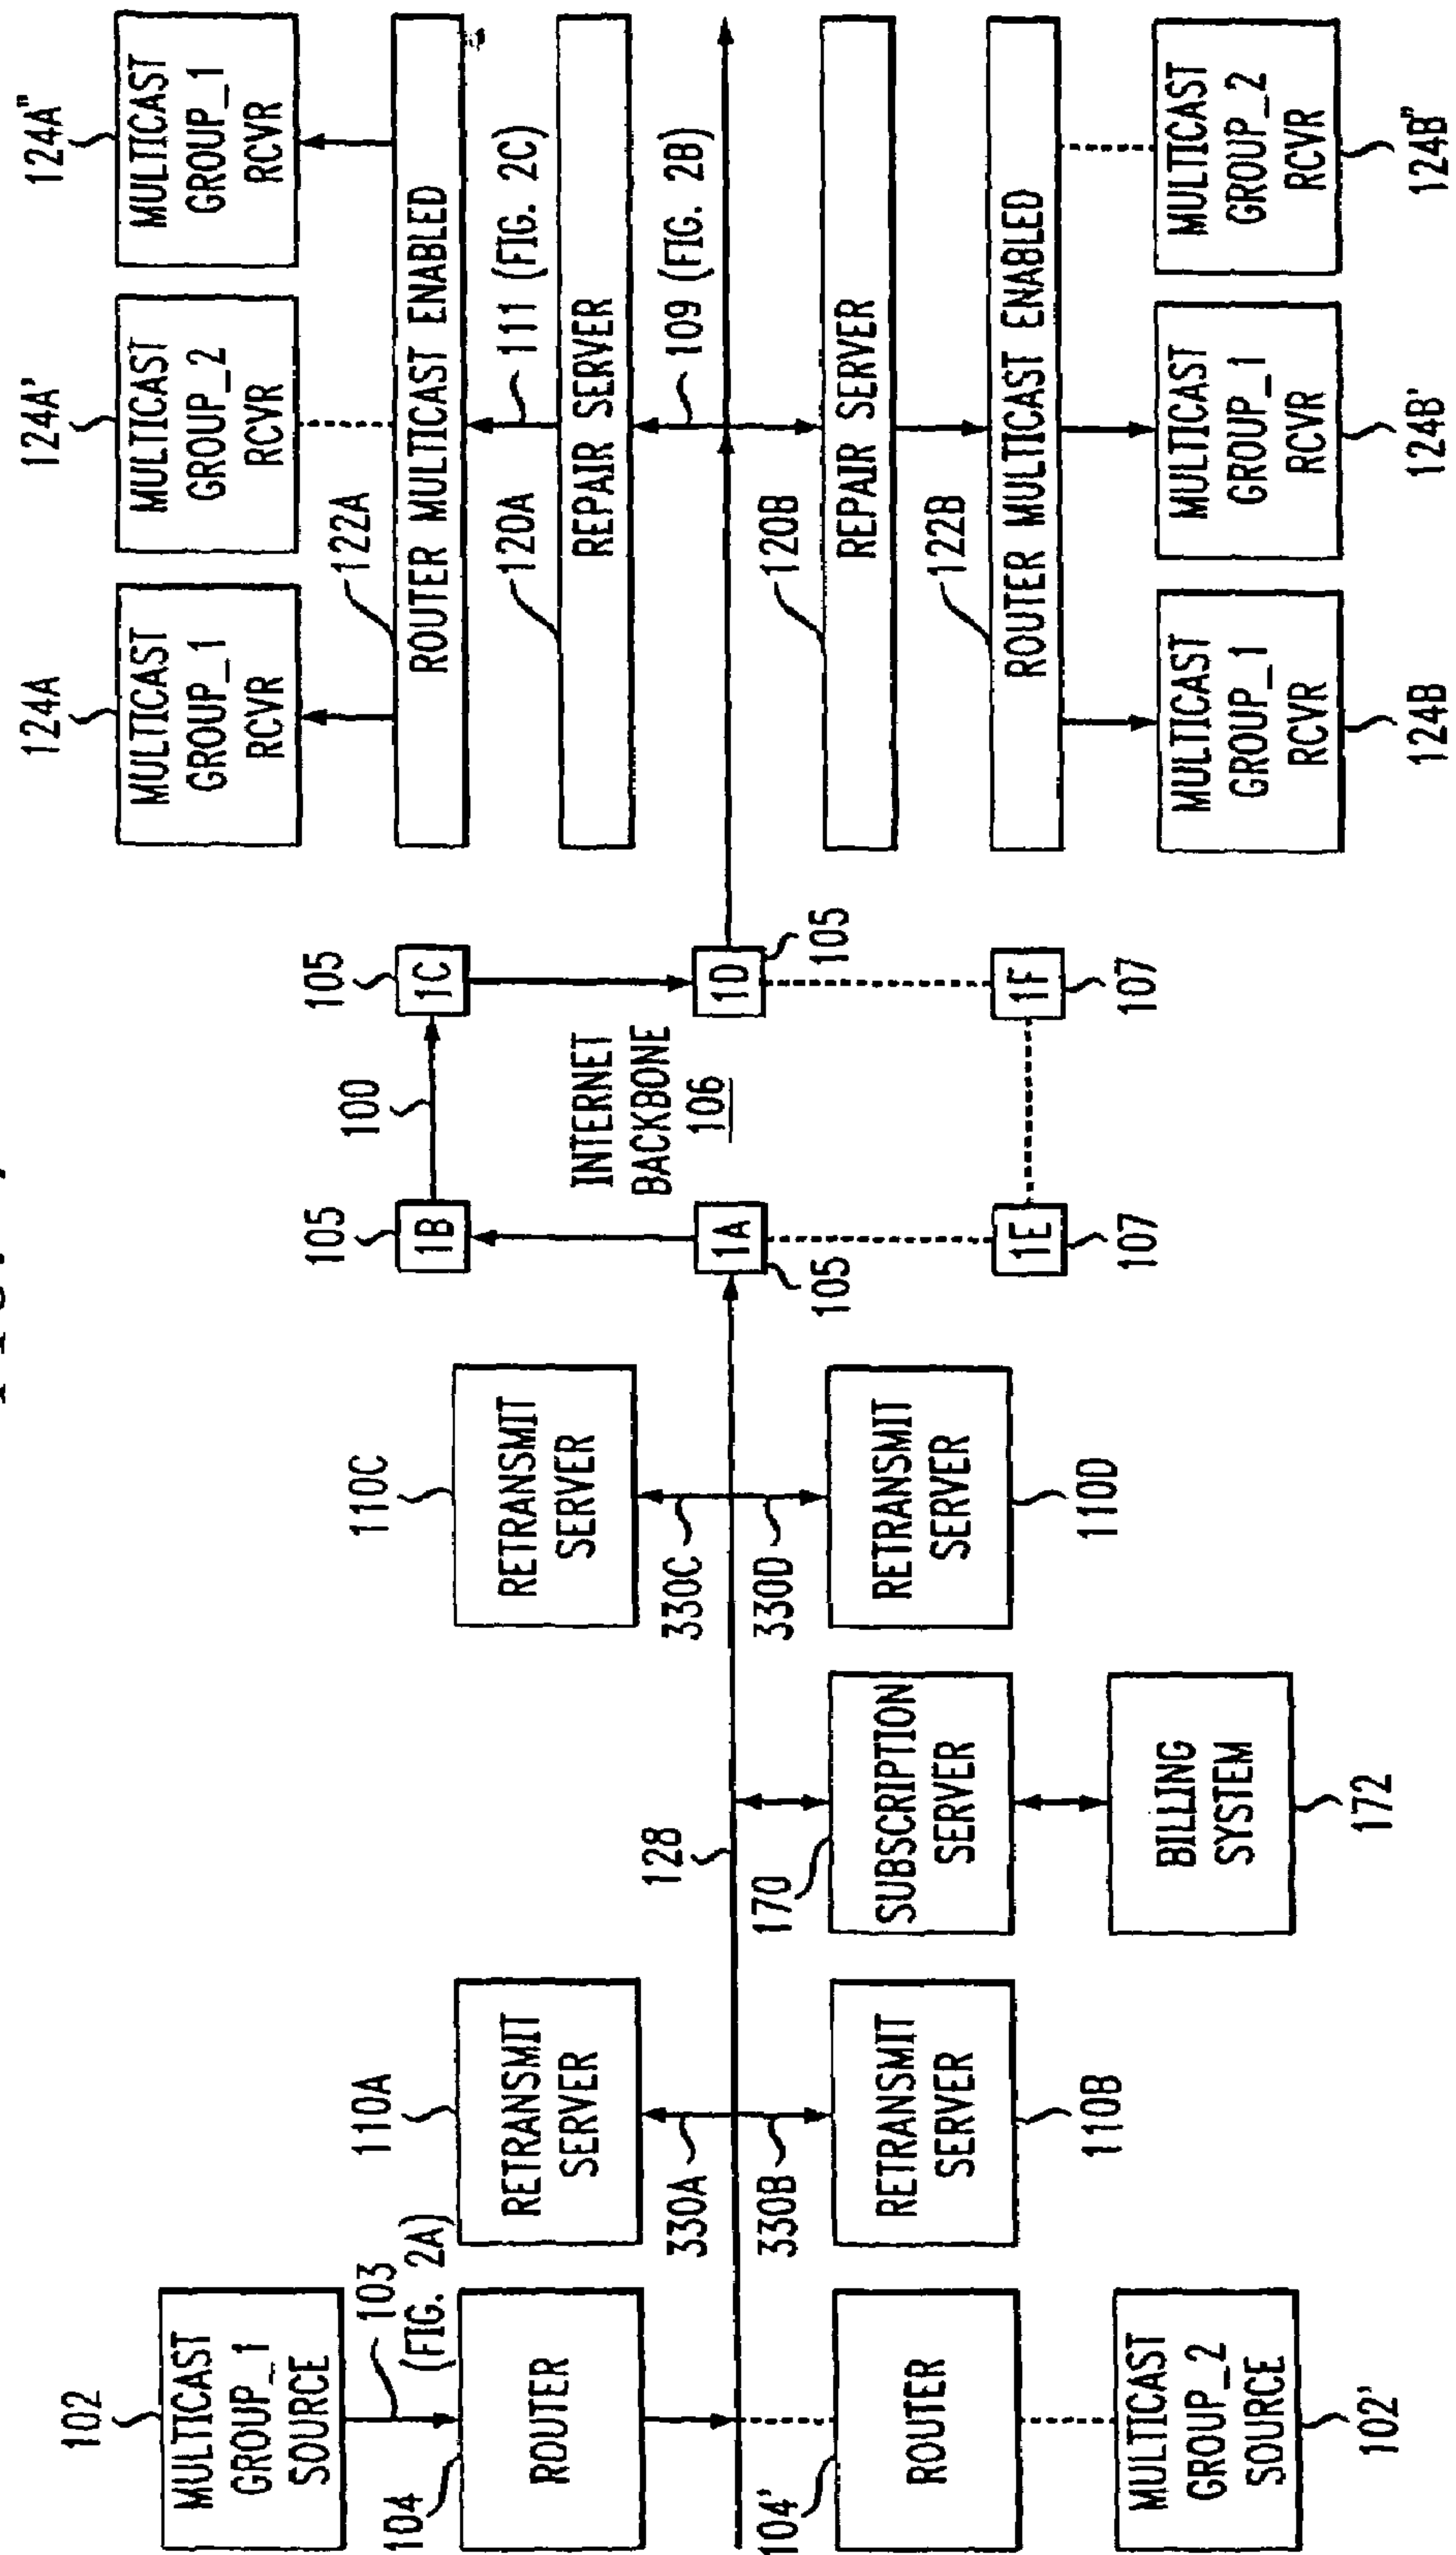 102
MULTICAST
GROUP_1
SOURCE
103
(FIG. 2A)
104
ROUTER
104'
ROUTER
MULTICAST
GROUP_2
SOURCE
102'
110A
RETRANSMIT
SERVER
330A
330B
RETRANSMIT
SERVER
110B
128
170
SUBSCRIPTION
SERVER
BILLING
SYSTEM
172
110C
RETRANSMIT
SERVER
330C
330D
RETRANSMIT
SERVER
110D
105
1B
100
105
1C
INTERNET
BACKBONE
106
1A
105
1D
105
1E
107
1F
107
124A
MULTICAST
GROUP_1
RCVR
124A'
MULTICAST
GROUP_2
RCVR
124A"
MULTICAST
GROUP_1
RCVR
122A
ROUTER MULTICAST ENABLED
111 (FIG. 2C)
120A
REPAIR SERVER
109 (FIG. 2B)
120B
REPAIR SERVER
122B
ROUTER MULTICAST ENABLED
MULTICAST
GROUP_1
RCVR
124B
MULTICAST
GROUP_1
RCVR
124B'
MULTICAST
GROUP_2
RCVR
124B"